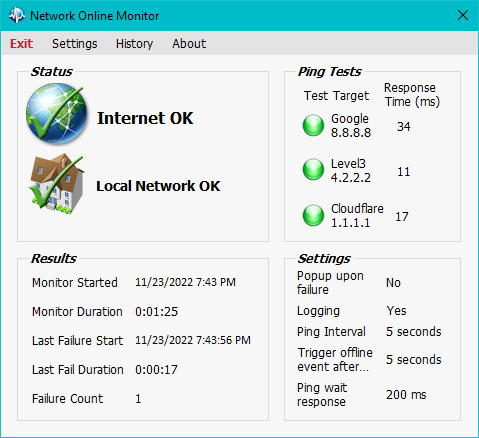 Network Online Monitor
Exit Settings History About
Status
Internet OK
Local Network OK
Ping Tests
Test Target Response
Time (ms)
Google
8.8.8.8 34
Level3
4.2.2.2 11
Cloudflare
1.1.1.1 17
Results
Monitor Started 11/23/2022 7:43 PM
Monitor Duration 0:01:25
Last Failure Start 11/23/2022 7:43:56 PM
Last Fail Duration 0:00:17
Failure Count 1
Settings
Popup upon
failure No
Logging Yes
Ping Interval 5 seconds
Trigger offline
event after... 5 seconds
Ping wait
response 200 ms